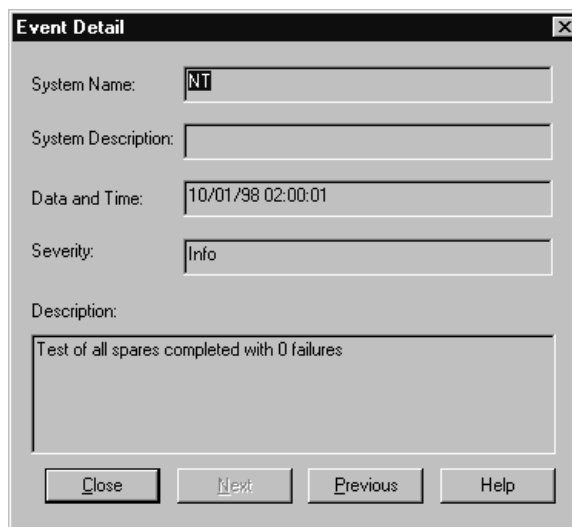 Event Detail
System Name: NT
System Description:
Data and Time: 10/01/98 02:00:01
Severity: Info
Description:
Test of all spares completed with 0 failures
Close Next Previous Help